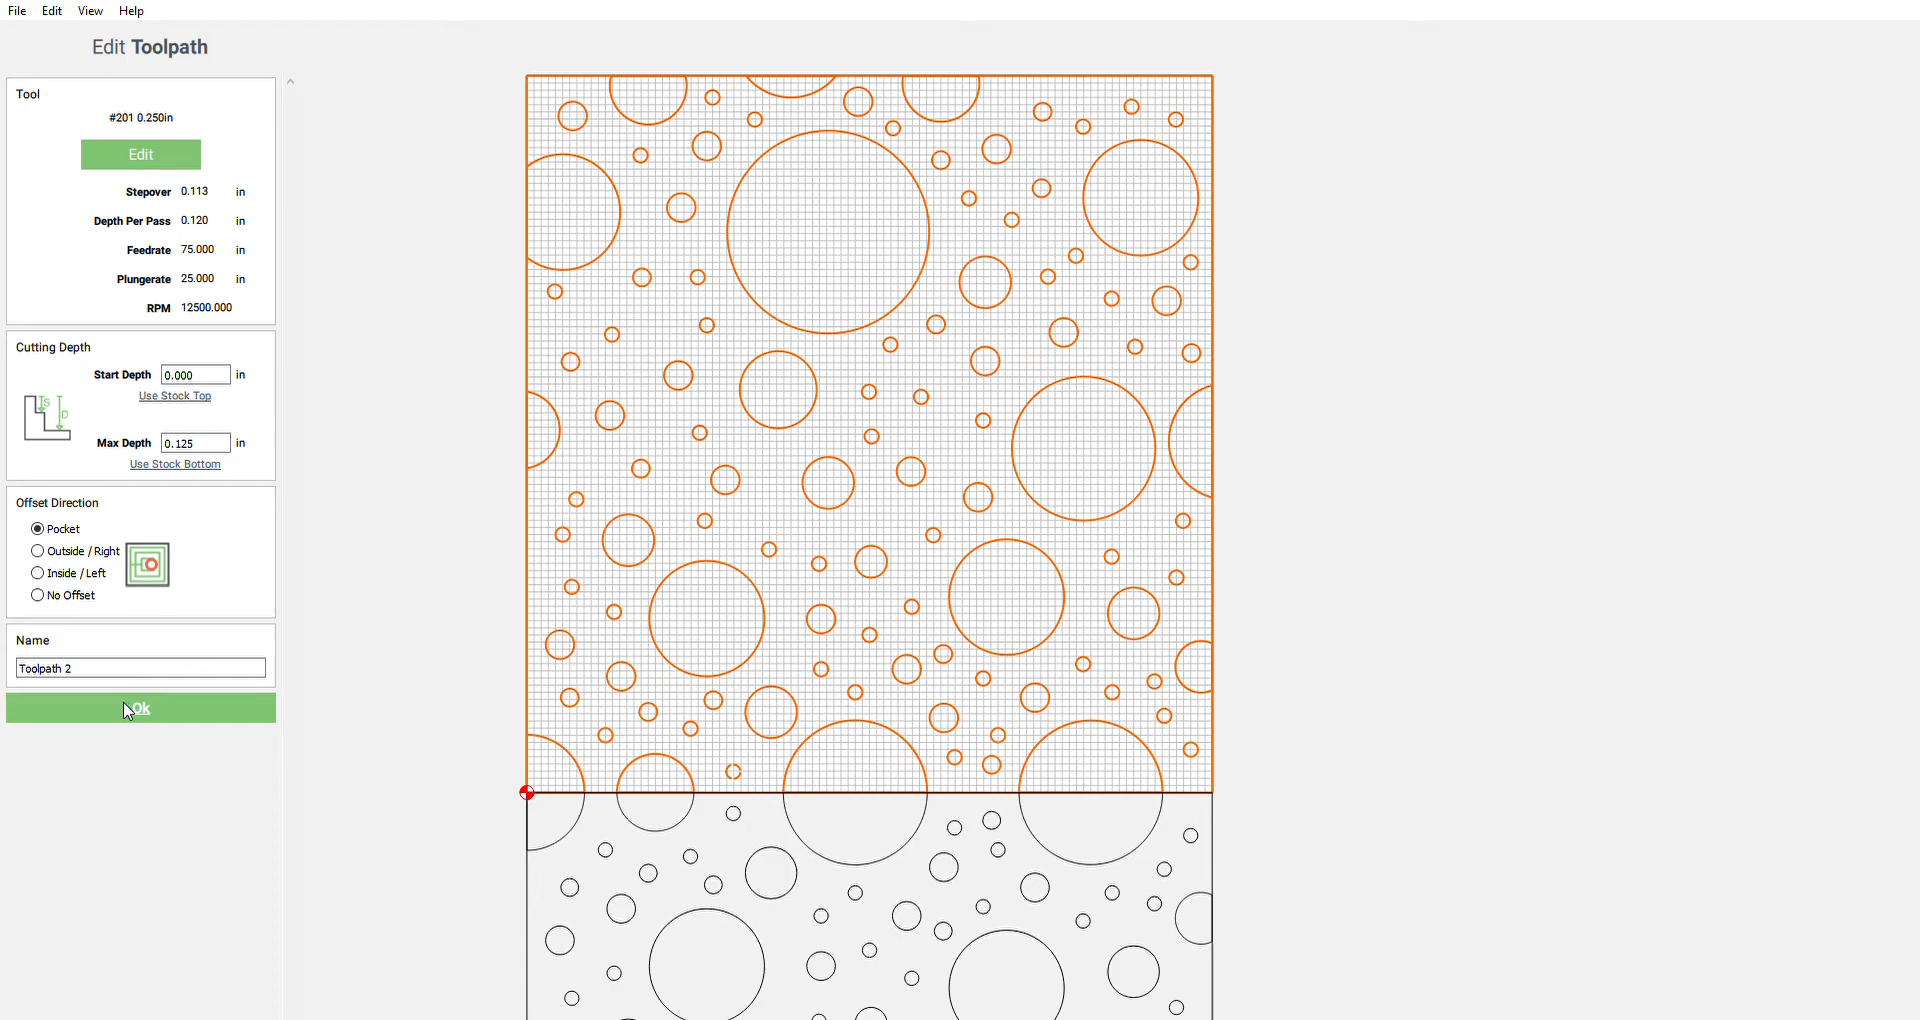 File Edit View Help
Edit Toolpath
Tool
#201 0.250in
Edit
Stepover 0.113 in
Depth Per Pass 0.120 in
Feedrate 75.000 in
Plungerate 25.000 in
RPM 12500.000
Cutting Depth
Start Depth 0.000 in
Use Stock Top
S D
Max Depth 0.125 in
Use Stock Bottom
Offset Direction
Pocket
Outside / Right
Inside / Left
No Offset
Name
Toolpath 2
Ok